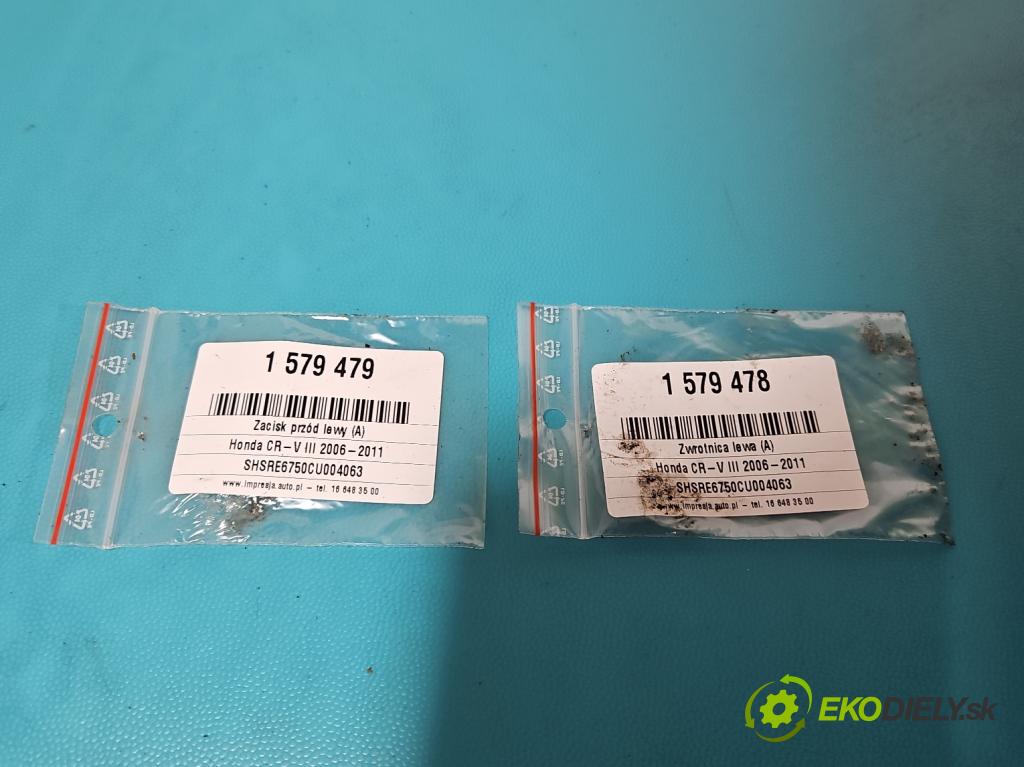 1 579 479
Zacisk przód lewy (A)
Honda CR-V III 2006-2011
SHSRE6750CU004063
www.impresja.auto.pl - tel. 16 648 35 00
1 579 478
Zwrotnica lewa (A)
Honda CR-V III 2006-2011
SHSRE6750CU004063
www.impresja.auto.pl - tel. 16 648 35 00
EKODIELY.sk